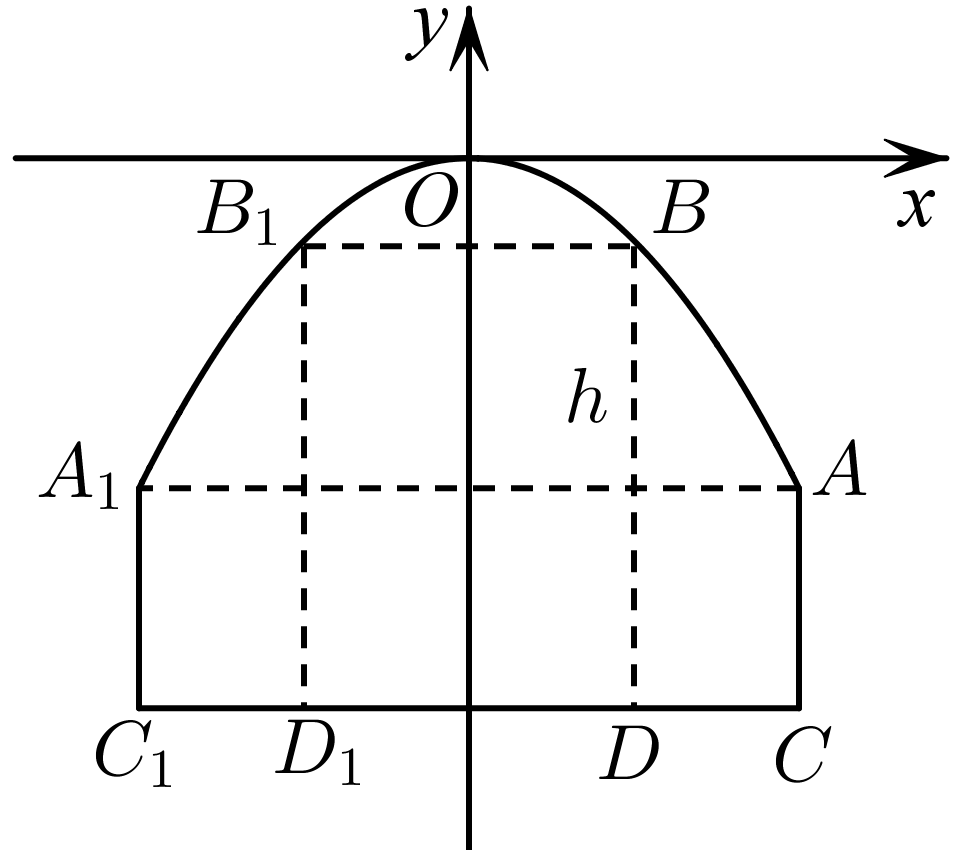 y
B₁ O B x
h
A₁ A
C₁ D₁ D C